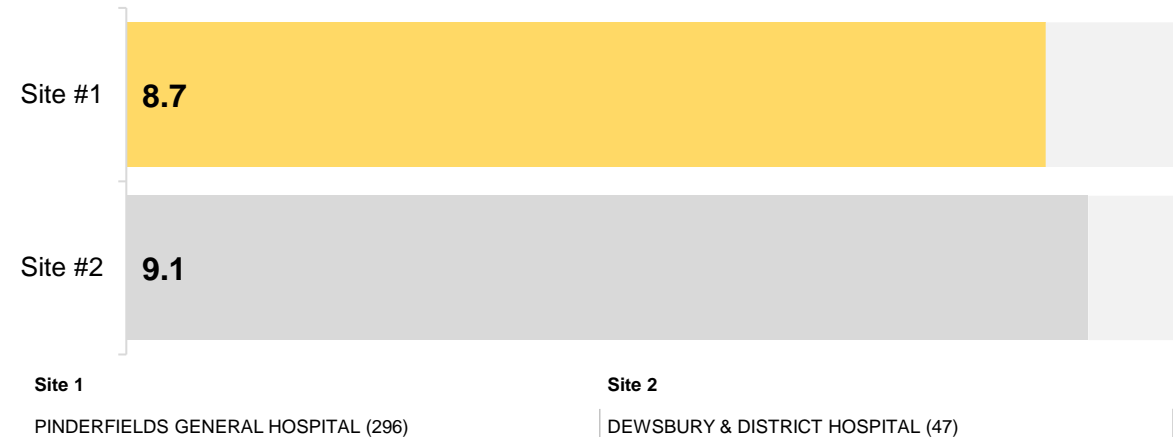 Site #1
8.7
Site #2
9.1
Site 1
Site 2
PINDERFIELDS GENERAL HOSPITAL (296)
DEWSBURY & DISTRICT HOSPITAL (47)